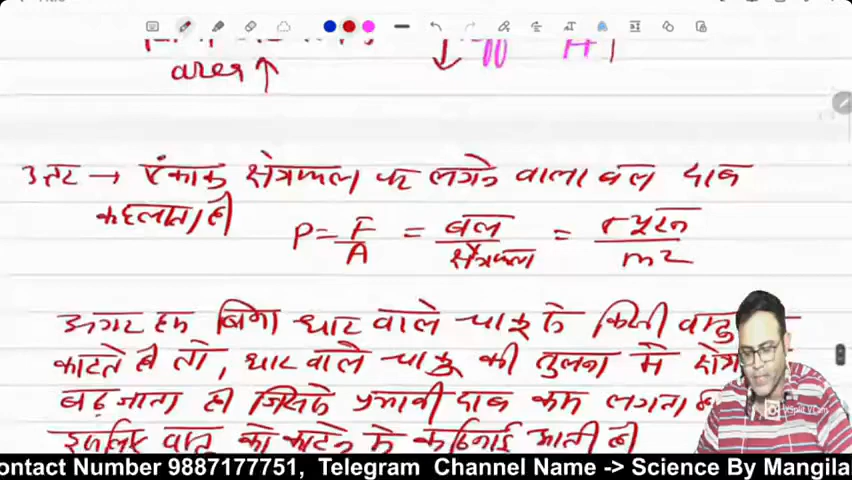 area ↑
उत्तर → एकांक क्षेत्रफल पर लगने वाला बल दाब
कहलाता है।
P = F/A = बल/क्षेत्रफल = न्यूटन/m2
अगर हम बिना धार वाले चाकू से किसी वस्तु
काटते है तो, धार वाले चाकू की तुलना मे क्षेत्र
बढ़ जाता है जिससे प्रभावी दाब कम लगता
इसलिए वस्तु को काटने मे कठिनाई आती है।
ontact Number 9887177751, Telegram Channel Name -> Science By Mangila